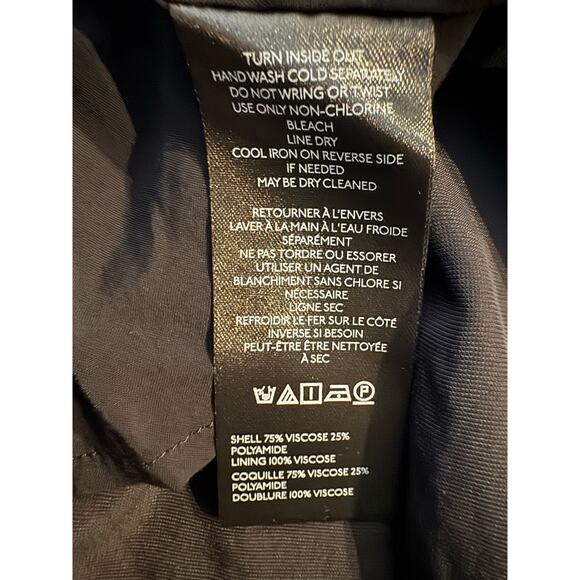 TURN INSIDE OUT
HAND WASH COLD SEPARATELY
DO NOT WRING OR TWIST
USE ONLY NON-CHLORINE
BLEACH
LINE DRY
COOL IRON ON REVERSE SIDE
IF NEEDED
MAY BE DRY CLEANED
RETOURNER À L'ENVERS
LAVER À LA MAIN À L'EAU FROIDE
SÉPARÉMENT
NE PAS TORDRE OU ESSORER
UTILISER UN AGENT DE
BLANCHIMENT SANS CHLORE SI
NÉCESSAIRE
LIGNE SEC
REFROIDIR LE FER SUR LE CÔTÉ
INVERSE SI BESOIN
PEUT-ÊTRE ÊTRE NETTOYÉE
À SEC
P
SHELL 75% VISCOSE 25%
POLYAMIDE
LINING 100% VISCOSE
COQUILLE 75% VISCOSE 25%
POLYAMIDE
DOUBLURE 100% VISCOSE